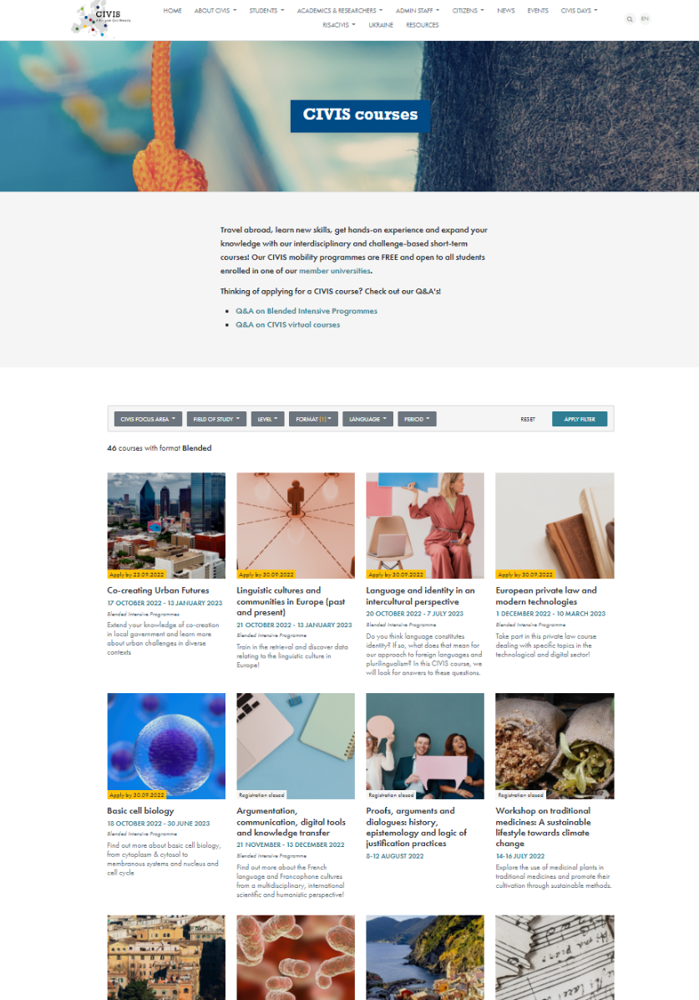 CIVIS
HOME
ABOUT CIVIS
STUDENTS
ACADEMICS & RESEARCHERS
ADMIN STAFF
CITIZENS
NEWS
EVENTS
CIVIS DAYS
RIS4CIVIS
UKRAINE
RESOURCES
EN
CIVIS courses
Travel abroad, learn new skills, get hands-on experience and expand your
knowledge with our interdisciplinary and challenge-based short-term
courses! Our CIVIS mobility programmes are FREE and open to all students
enrolled in one of our member universities.
Thinking of applying for a CIVIS course? Check out our Q&A's!
Q&A on Blended Intensive Programmes
Q&A on CIVIS virtual courses
CIVIS FOCUS AREA
FIELD OF STUDY
LEVEL
FORMAT (1)
LANGUAGE
PERIOD
RESET
APPLY FILTER
46 courses with format Blended
Apply by 23.09.2022
Co-creating Urban Futures
17 OCTOBER 2022 - 13 JANUARY 2023
Blended Intensive Programmes
Extend your knowledge of co-creation
in local government and learn more
about urban challenges in diverse
contexts
Apply by 30.09.2022
Linguistic cultures and
communities in Europe (past
and present)
21 OCTOBER 2022 - 13 JANUARY 2023
Blended Intensive Programme
Train in the retrieval and discover data
relating to the linguistic culture in
Europe!
Apply by 30.09.2022
Language and identity in an
intercultural perspective
20 OCTOBER 2022 - 7 JULY 2023
Blended Intensive Programme
Do you think language constitutes
identity? If so, what does that mean for
our approach to foreign languages and
plurilingualism? In this CIVIS course, we
will look for answers to these questions.
Apply by 30.09.2022
European private law and
modern technologies
1 DECEMBER 2022 - 10 MARCH 2023
Blended Intensive Programme
Take part in this private law course
dealing with specific topics in the
technological and digital sector!
Apply by 30.09.2022
Basic cell biology
18 OCTOBER 2022 - 30 JUNE 2023
Blended Intensive Programme
Find out more about basic cell biology,
from cytoplasm & cytosol to
membranous systems and nucleus and
cell cycle
Registration closed
Argumentation,
communication, digital tools
and knowledge transfer
21 NOVEMBER - 13 DECEMBER 2022
Blended Intensive Programme
Find out more about the French
language and Francophone cultures
from a multidisciplinary, international
scientific and humanistic perspective!
Registration closed
Proofs, arguments and
dialogues: history,
epistemology and logic of
justification practices
8-12 AUGUST 2022
Registration closed
Workshop on traditional
medicines: A sustainable
lifestyle towards climate
change
14-16 JULY 2022
Explore the use of medicinal plants in
traditional medicines and promote their
cultivation through sustainable methods.